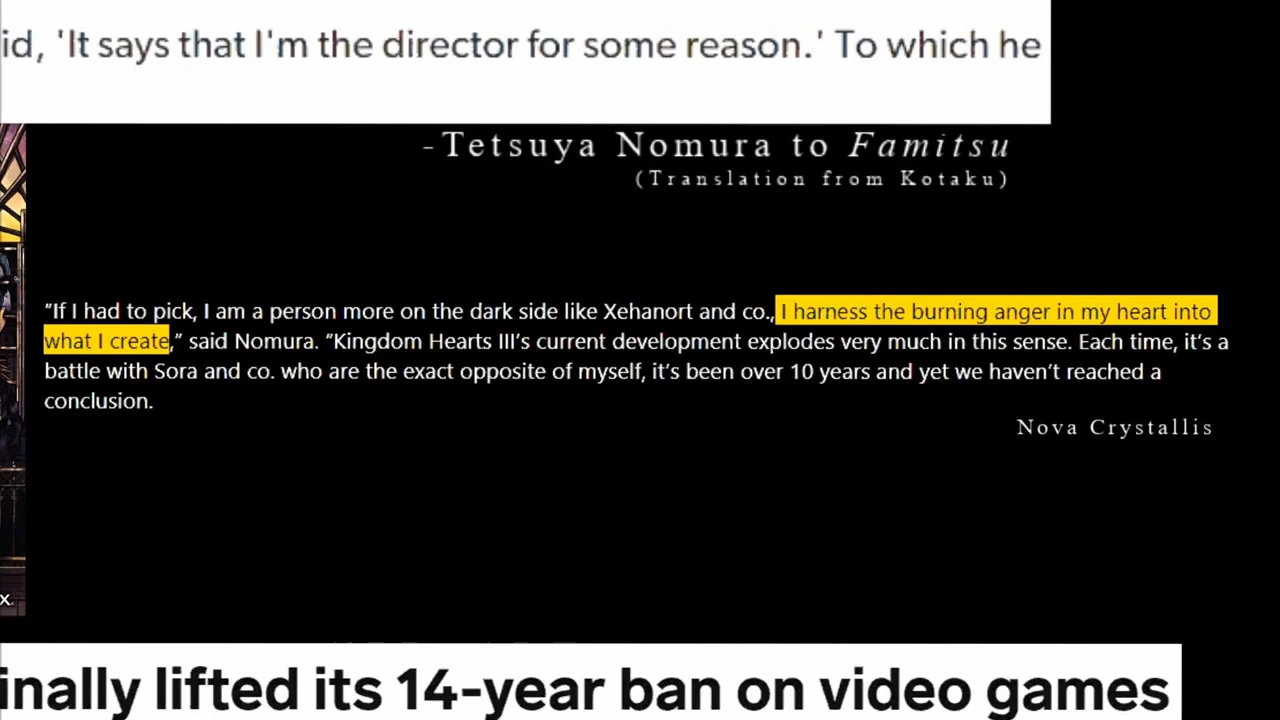 id, 'It says that I'm the director for some reason.' To which he
-Tetsuya Nomura to Famitsu
(Translation from Kotaku)
"If I had to pick, I am a person more on the dark side like Xehanort and co., I harness the burning anger in my heart into
what I create,” said Nomura. “Kingdom Hearts III’s current development explodes very much in this sense. Each time, it’s a
battle with Sora and co. who are the exact opposite of myself, it’s been over 10 years and yet we haven’t reached a
conclusion.
Nova Crystallis
x.
inally lifted its 14-year ban on video games